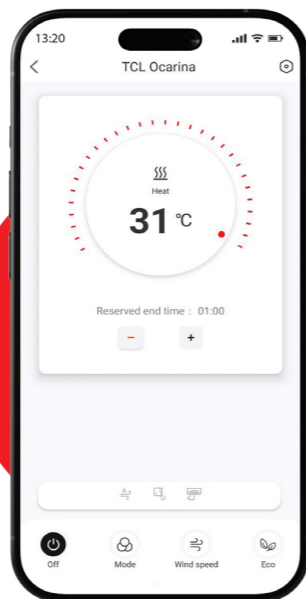 13:20
TCL Ocarina
Heat
31 °C
Reserved end time : 01:00
- +
Off Mode Wind speed Eco